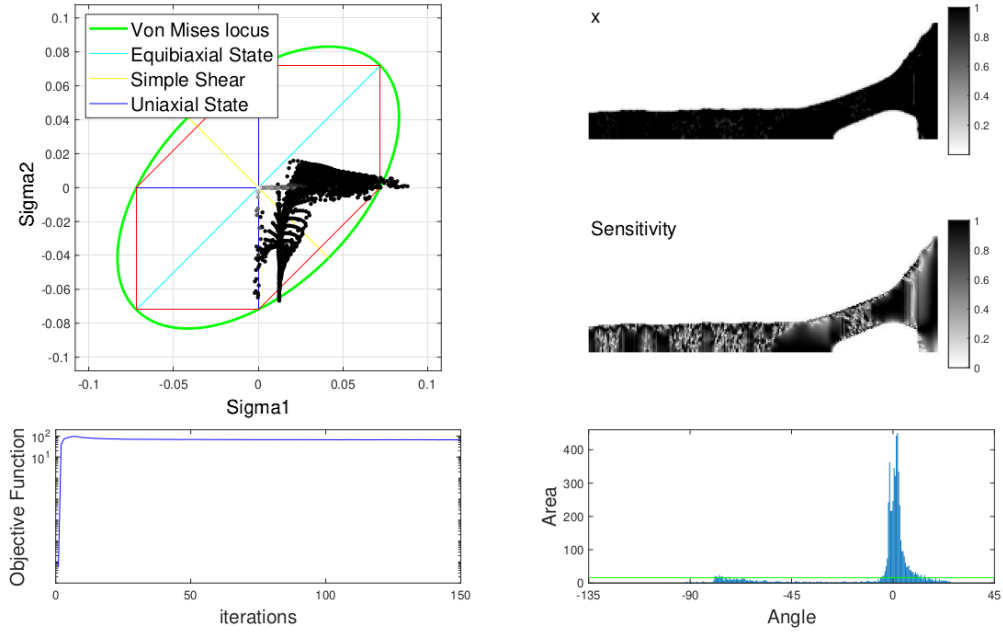 0.1
0.08
0.06
0.04
0.02
0
-0.02
-0.04
-0.06
-0.08
-0.1
Sigma2
Von Mises locus
Equibiaxial State
Simple Shear
Uniaxial State
-0.1 -0.05 0 0.05 0.1
Sigma1
x
1
0.8
0.6
0.4
0.2
Sensitivity
1
0.8
0.6
0.4
0.2
0
Objective Function
10^2
10^1
0 50 100 150
iterations
Area
400
300
200
100
0
-135 -90 -45 0 45
Angle